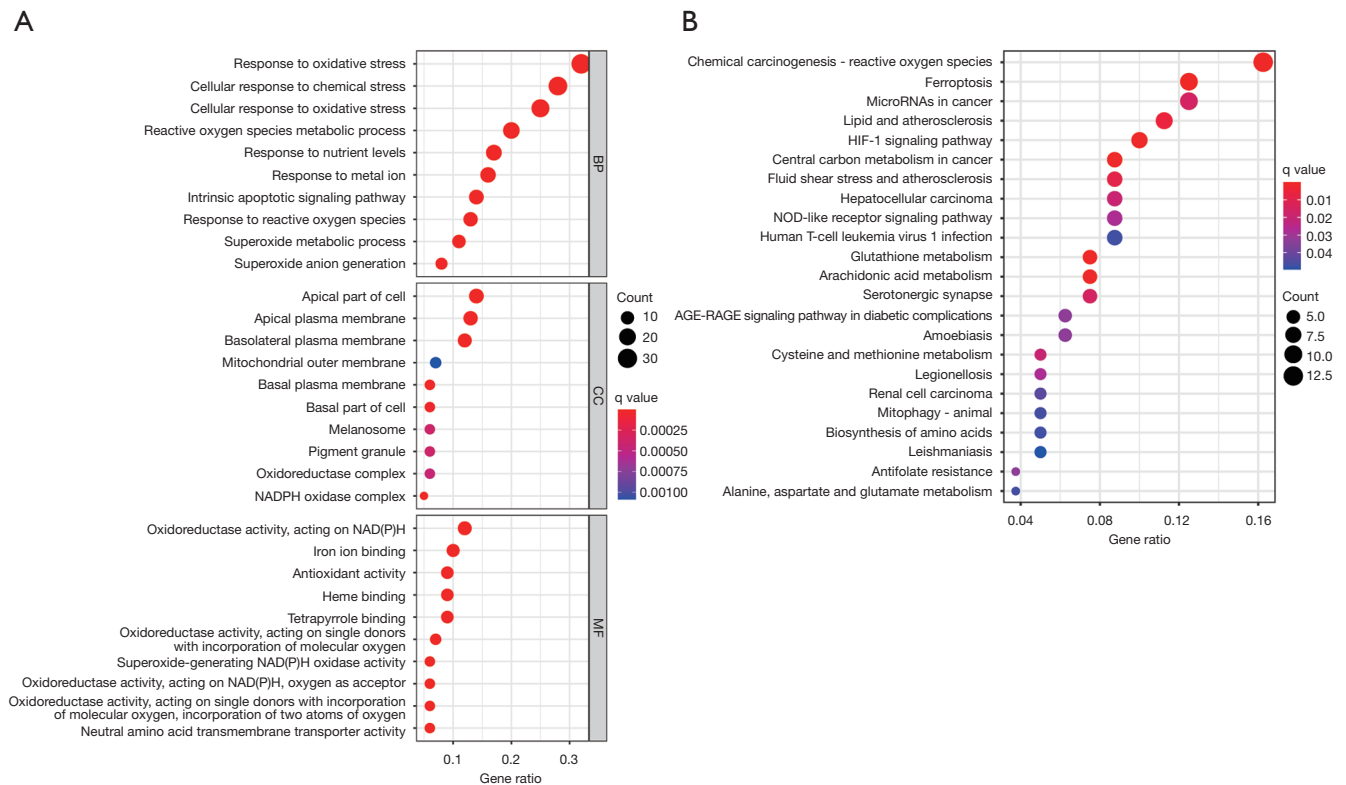 A
Response to oxidative stress
Cellular response to chemical stress
Cellular response to oxidative stress
Reactive oxygen species metabolic process
Response to nutrient levels
Response to metal ion
Intrinsic apoptotic signaling pathway
Response to reactive oxygen species
Superoxide metabolic process
Superoxide anion generation
BP
Apical part of cell
Apical plasma membrane
Basolateral plasma membrane
Mitochondrial outer membrane
Basal plasma membrane
Basal part of cell
Melanosome
Pigment granule
Oxidoreductase complex
NADPH oxidase complex
CC
Oxidoreductase activity, acting on NAD(P)H
Iron ion binding
Antioxidant activity
Heme binding
Tetrapyrrole binding
Oxidoreductase activity, acting on single donors
with incorporation of molecular oxygen
Superoxide-generating NAD(P)H oxidase activity
Oxidoreductase activity, acting on NAD(P)H, oxygen as acceptor
Oxidoreductase activity, acting on single donors with incorporation
of molecular oxygen, incorporation of two atoms of oxygen
Neutral amino acid transmembrane transporter activity
MF
0.1 0.2 0.3
Gene ratio
Count
10
20
30
q value
0.00025
0.00050
0.00075
0.00100
B
Chemical carcinogenesis - reactive oxygen species
Ferroptosis
MicroRNAs in cancer
Lipid and atherosclerosis
HIF-1 signaling pathway
Central carbon metabolism in cancer
Fluid shear stress and atherosclerosis
Hepatocellular carcinoma
NOD-like receptor signaling pathway
Human T-cell leukemia virus 1 infection
Glutathione metabolism
Arachidonic acid metabolism
Serotonergic synapse
AGE-RAGE signaling pathway in diabetic complications
Amoebiasis
Cysteine and methionine metabolism
Legionellosis
Renal cell carcinoma
Mitophagy - animal
Biosynthesis of amino acids
Leishmaniasis
Antifolate resistance
Alanine, aspartate and glutamate metabolism
0.04 0.08 0.12 0.16
Gene ratio
q value
0.01
0.02
0.03
0.04
Count
5.0
7.5
10.0
12.5